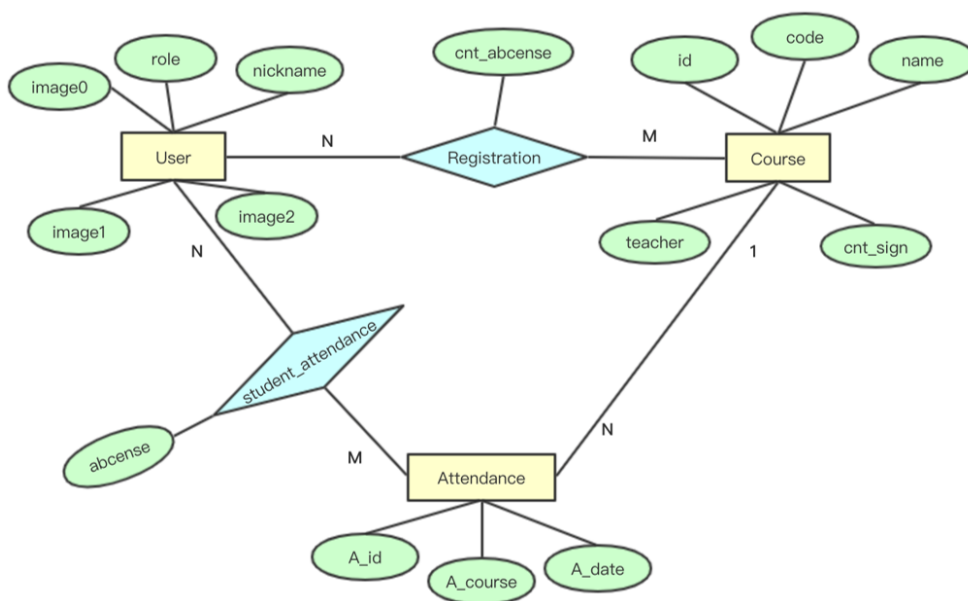 code
cnt_abcense
role
id
name
nickname
image0
N
M
User
Registration
Course
image2
image1
teacher
cnt_sign
N
1
student_attendance
N
abcense
M
Attendance
A_id
A_date
A_course